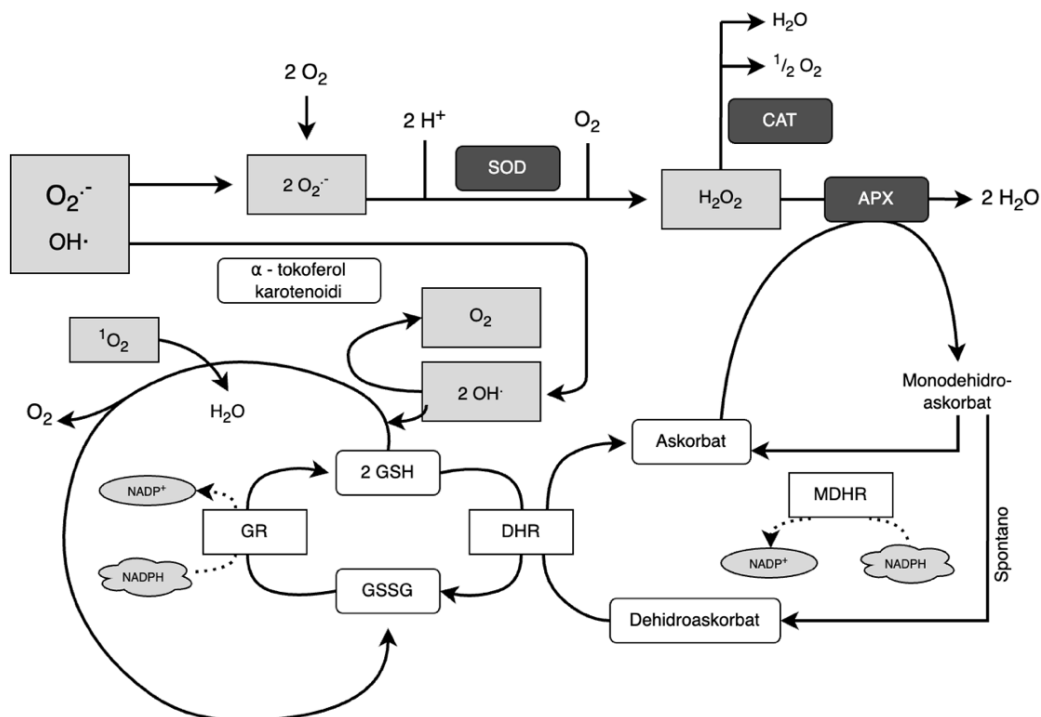 H₂O
½ O₂
2 O₂
2 H⁺
O₂
CAT
SOD
O₂·⁻
OH·
2 O₂·⁻
H₂O₂
APX
2 H₂O
α - tokoferol
karotenoidi
O₂
¹O₂
2 OH·
O₂
H₂O
Monodehidro-
askorbat
Askorbat
2 GSH
NADP⁺
MDHR
GR
DHR
NADPH
NADP⁺
NADPH
Spontano
GSSG
Dehidroaskorbat